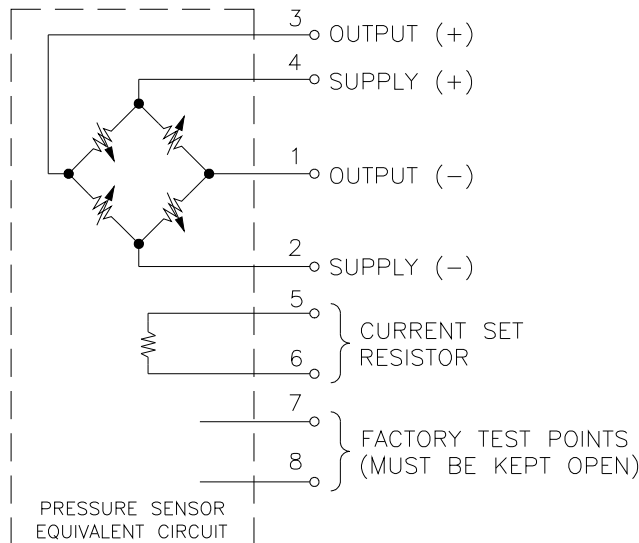 3 OUTPUT (+)
4 SUPPLY (+)
1 OUTPUT (-)
2 SUPPLY (-)
5
CURRENT SET
RESISTOR
6
7
FACTORY TEST POINTS
(MUST BE KEPT OPEN)
8
PRESSURE SENSOR
EQUIVALENT CIRCUIT